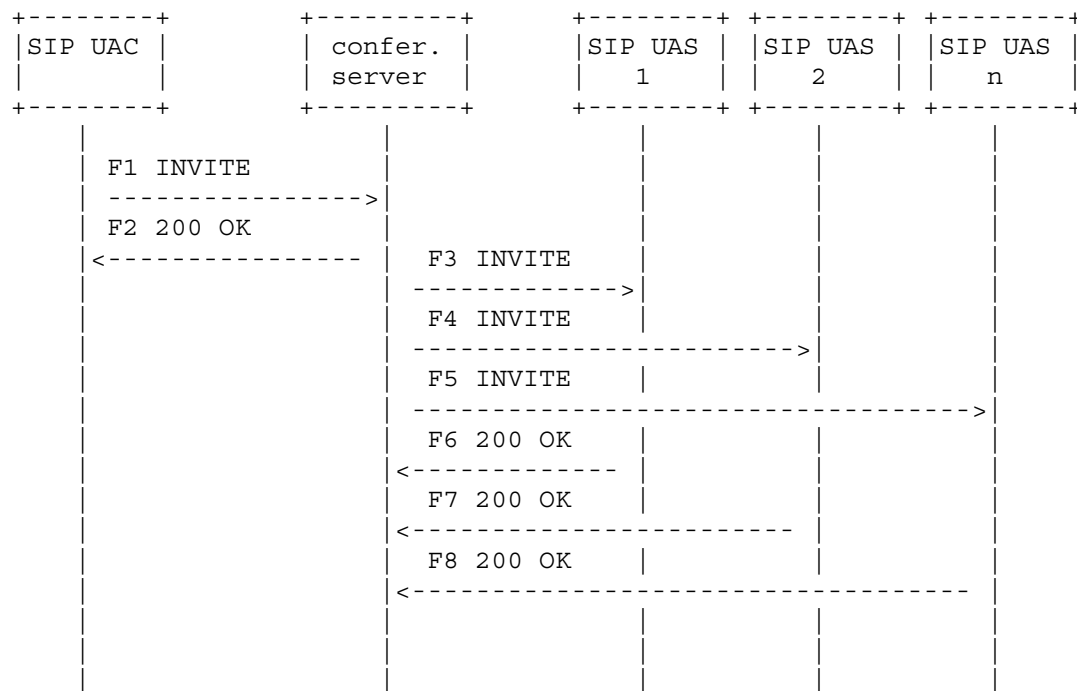 SIP UAC confer. SIP UAS SIP UAS SIP UAS
server 1 2 n
F1 INVITE
F2 200 OK
F3 INVITE
F4 INVITE
F5 INVITE
F6 200 OK
F7 200 OK
F8 200 OK